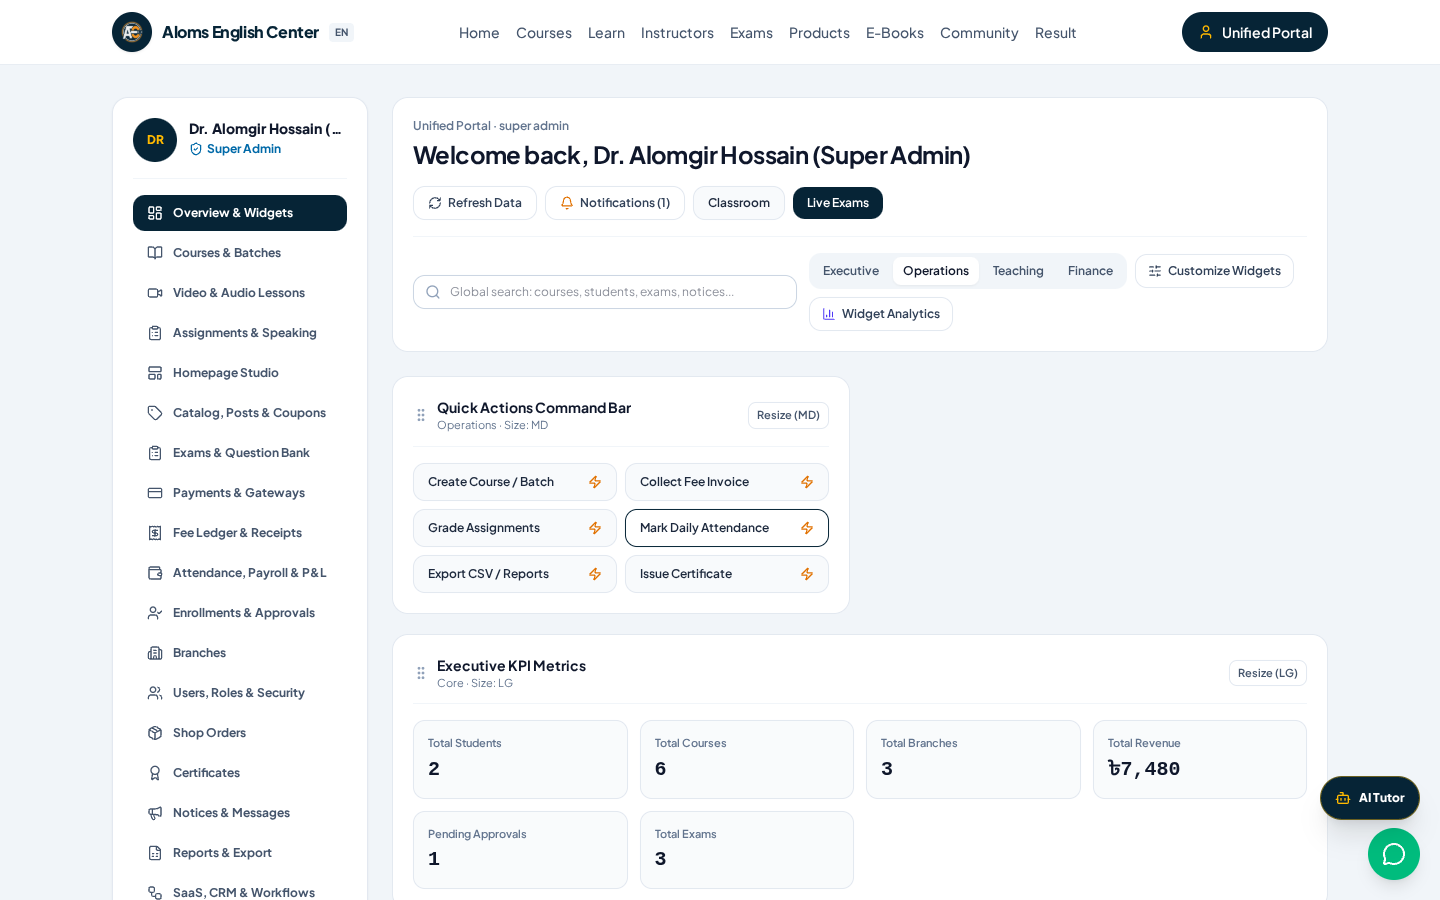 Aloms English Center
EN
Home
Courses
Learn
Instructors
Exams
Products
E-Books
Community
Result
Unified Portal
DR
Dr. Alomgir Hossain (...
Super Admin
Overview & Widgets
Courses & Batches
Video & Audio Lessons
Assignments & Speaking
Homepage Studio
Catalog, Posts & Coupons
Exams & Question Bank
Payments & Gateways
Fee Ledger & Receipts
Attendance, Payroll & P&L
Enrollments & Approvals
Branches
Users, Roles & Security
Shop Orders
Certificates
Notices & Messages
Reports & Export
SaaS, CRM & Workflows
Unified Portal · super admin
Welcome back, Dr. Alomgir Hossain (Super Admin)
Refresh Data
Notifications (1)
Classroom
Live Exams
Global search: courses, students, exams, notices...
Executive
Operations
Teaching
Finance
Customize Widgets
Widget Analytics
Quick Actions Command Bar
Operations · Size: MD
Resize (MD)
Create Course / Batch
Collect Fee Invoice
Grade Assignments
Mark Daily Attendance
Export CSV / Reports
Issue Certificate
Executive KPI Metrics
Core · Size: LG
Resize (LG)
Total Students
2
Total Courses
6
Total Branches
3
Total Revenue
৳7,480
Pending Approvals
1
Total Exams
3
AI Tutor